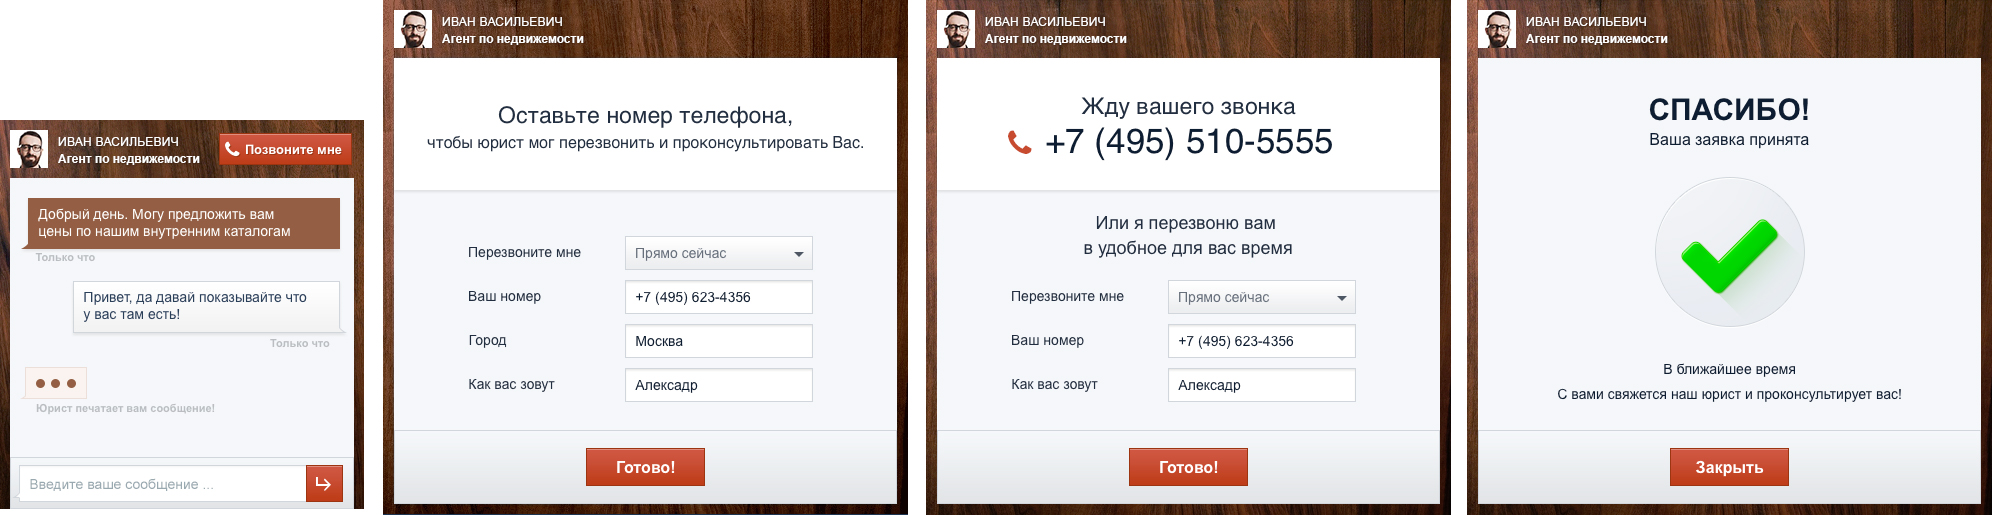 ИВАН ВАСИЛЬЕВИЧ
Агент по недвижемости
Позвоните мне
Добрый день. Могу предложить вам
цены по нашим внутренним каталогам
Только что
Привет, да давай показывайте что
у вас там есть!
Только что
Юрист печатает вам сообщение!
Введите ваше сообщение ...
ИВАН ВАСИЛЬЕВИЧ
Агент по недвижемости
Оставьте номер телефона,
чтобы юрист мог перезвонить и проконсультировать Вас.
Перезвоните мне
Прямо сейчас
Ваш номер
+7 (495) 623-4356
Город
Москва
Как вас зовут
Алексадр
Готово!
ИВАН ВАСИЛЬЕВИЧ
Агент по недвижемости
Жду вашего звонка
+7 (495) 510-5555
Или я перезвоню вам
в удобное для вас время
Перезвоните мне
Прямо сейчас
Ваш номер
+7 (495) 623-4356
Как вас зовут
Алексадр
Готово!
ИВАН ВАСИЛЬЕВИЧ
Агент по недвижемости
СПАСИБО!
Ваша заявка принята
В ближайшее время
С вами свяжется наш юрист и проконсультирует вас!
Закрыть